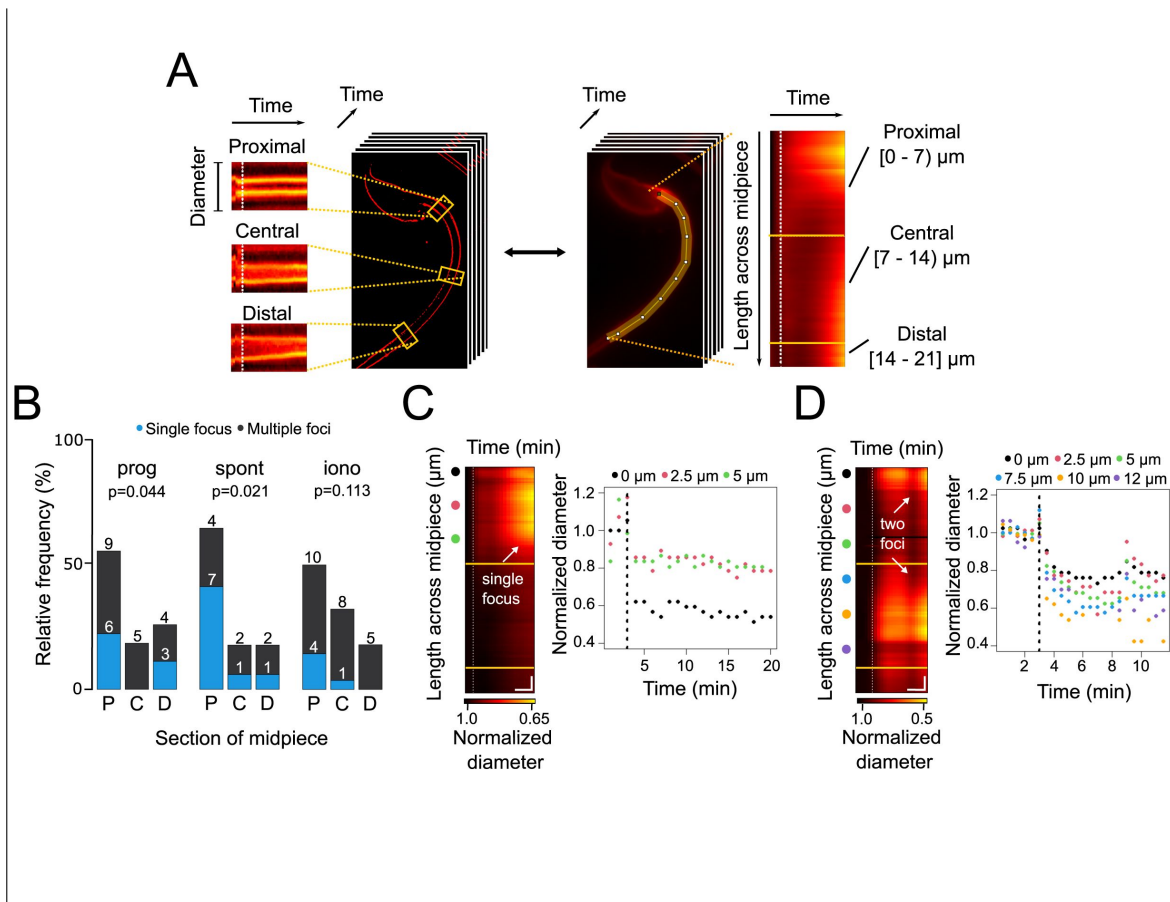 A
Time
Time
Time
Time
Proximal
Diameter
Central
Distal
Length across midpiece
Proximal
[0 - 7) µm
Central
[7 - 14) µm
Distal
[14 - 21] µm
B
Single focus Multiple foci
Relative frequency (%)
100
50
0
prog
p=0.044
spont
p=0.021
iono
p=0.113
9
6
5
4
3
4
7
2
1
2
1
10
4
8
1
5
P C D P C D P C D
Section of midpiece
C
Time (min)
Length across midpiece (µm)
single
focus
1.0 0.65
Normalized
diameter
0 µm 2.5 µm 5 µm
Normalized diameter
1.2
1.0
0.8
0.6
0.4
5 10 15 20
Time (min)
D
Time (min)
Length across midpiece (µm)
two
foci
1.0 0.5
Normalized
diameter
0 µm 2.5 µm 5 µm
7.5 µm 10 µm 12 µm
Normalized diameter
1.2
1.0
0.8
0.6
0.4
2 4 6 8 10
Time (min)